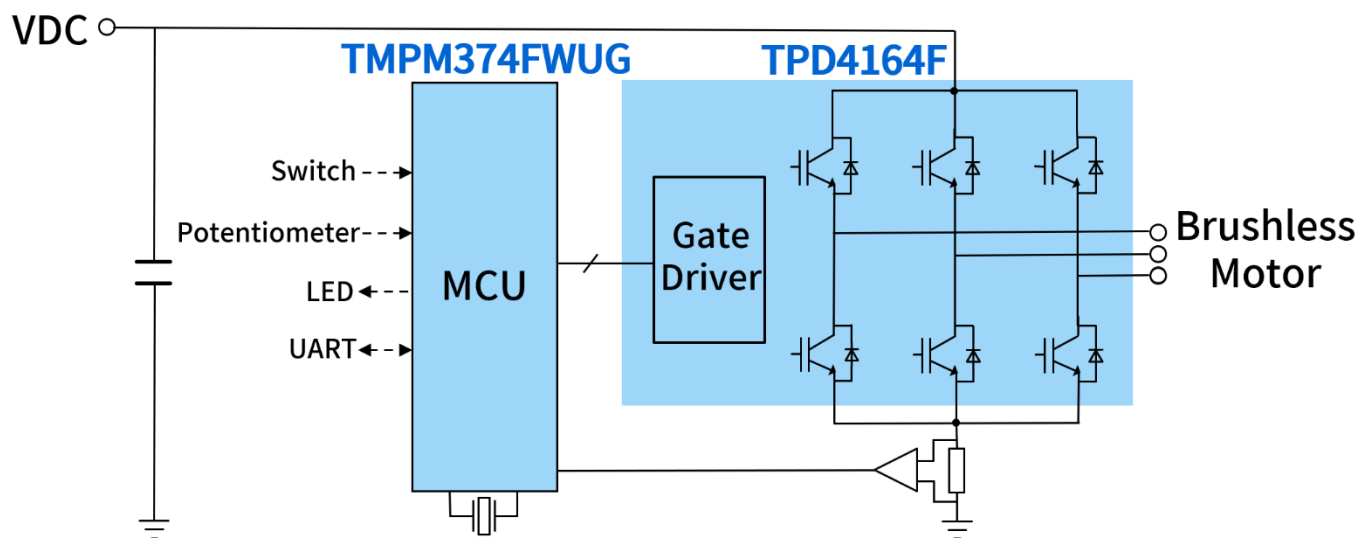 VDC
TMPM374FWUG
TPD4164F
Switch
Potentiometer
LED
UART
MCU
Gate
Driver
Brushless
Motor